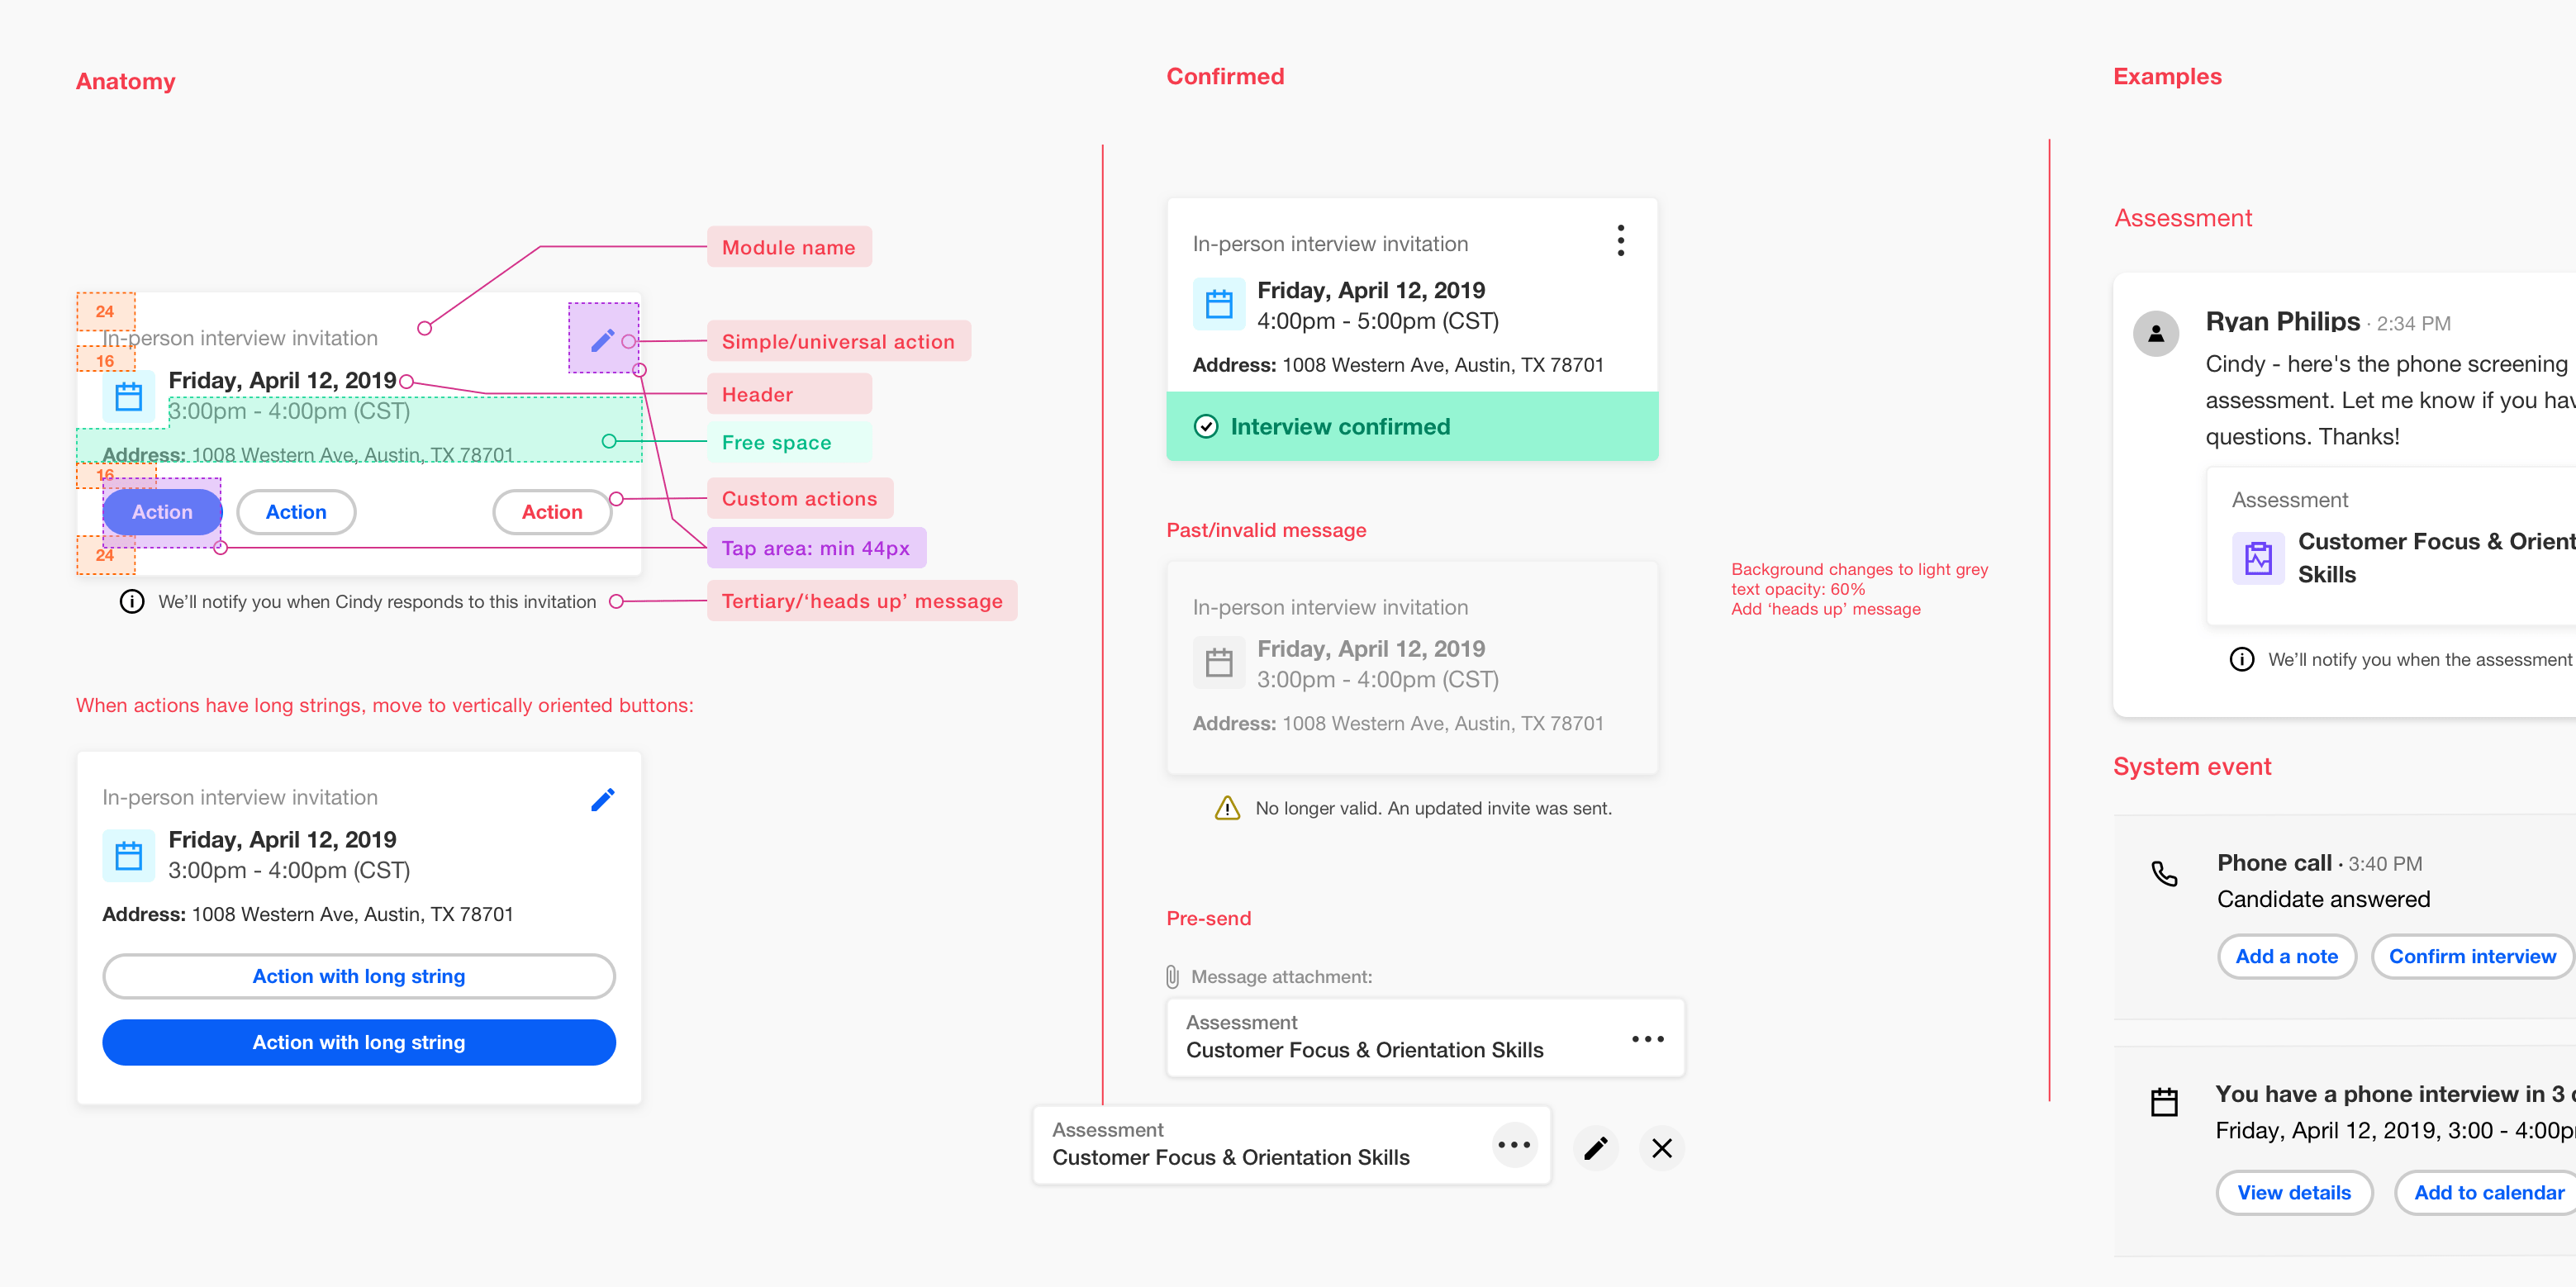 Anatomy
Module name
24
In-person interview invitation
Simple/universal action
16
Friday, April 12, 2019
Header
3:00pm - 4:00pm (CST)
Free space
Address: 1008 Western Ave, Austin, TX 78701
16
Custom actions
Action
Action
Action
Tap area: min 44px
24
We’ll notify you when Cindy responds to this invitation
Tertiary/‘heads up’ message
When actions have long strings, move to vertically oriented buttons:
In-person interview invitation
Friday, April 12, 2019
3:00pm - 4:00pm (CST)
Address: 1008 Western Ave, Austin, TX 78701
Action with long string
Action with long string
Confirmed
In-person interview invitation
Friday, April 12, 2019
4:00pm - 5:00pm (CST)
Address: 1008 Western Ave, Austin, TX 78701
Interview confirmed
Past/invalid message
In-person interview invitation
Friday, April 12, 2019
3:00pm - 4:00pm (CST)
Address: 1008 Western Ave, Austin, TX 78701
No longer valid. An updated invite was sent.
Background changes to light grey
text opacity: 60%
Add ‘heads up’ message
Pre-send
Message attachment:
Assessment
Customer Focus & Orientation Skills
Assessment
Customer Focus & Orientation Skills
Examples
Assessment
Ryan Philips · 2:34 PM
Cindy - here's the phone screening
assessment. Let me know if you hav
questions. Thanks!
Assessment
Customer Focus & Orient
Skills
We’ll notify you when the assessment
System event
Phone call · 3:40 PM
Candidate answered
Add a note
Confirm interview
You have a phone interview in 3
Friday, April 12, 2019, 3:00 - 4:00p
View details
Add to calendar